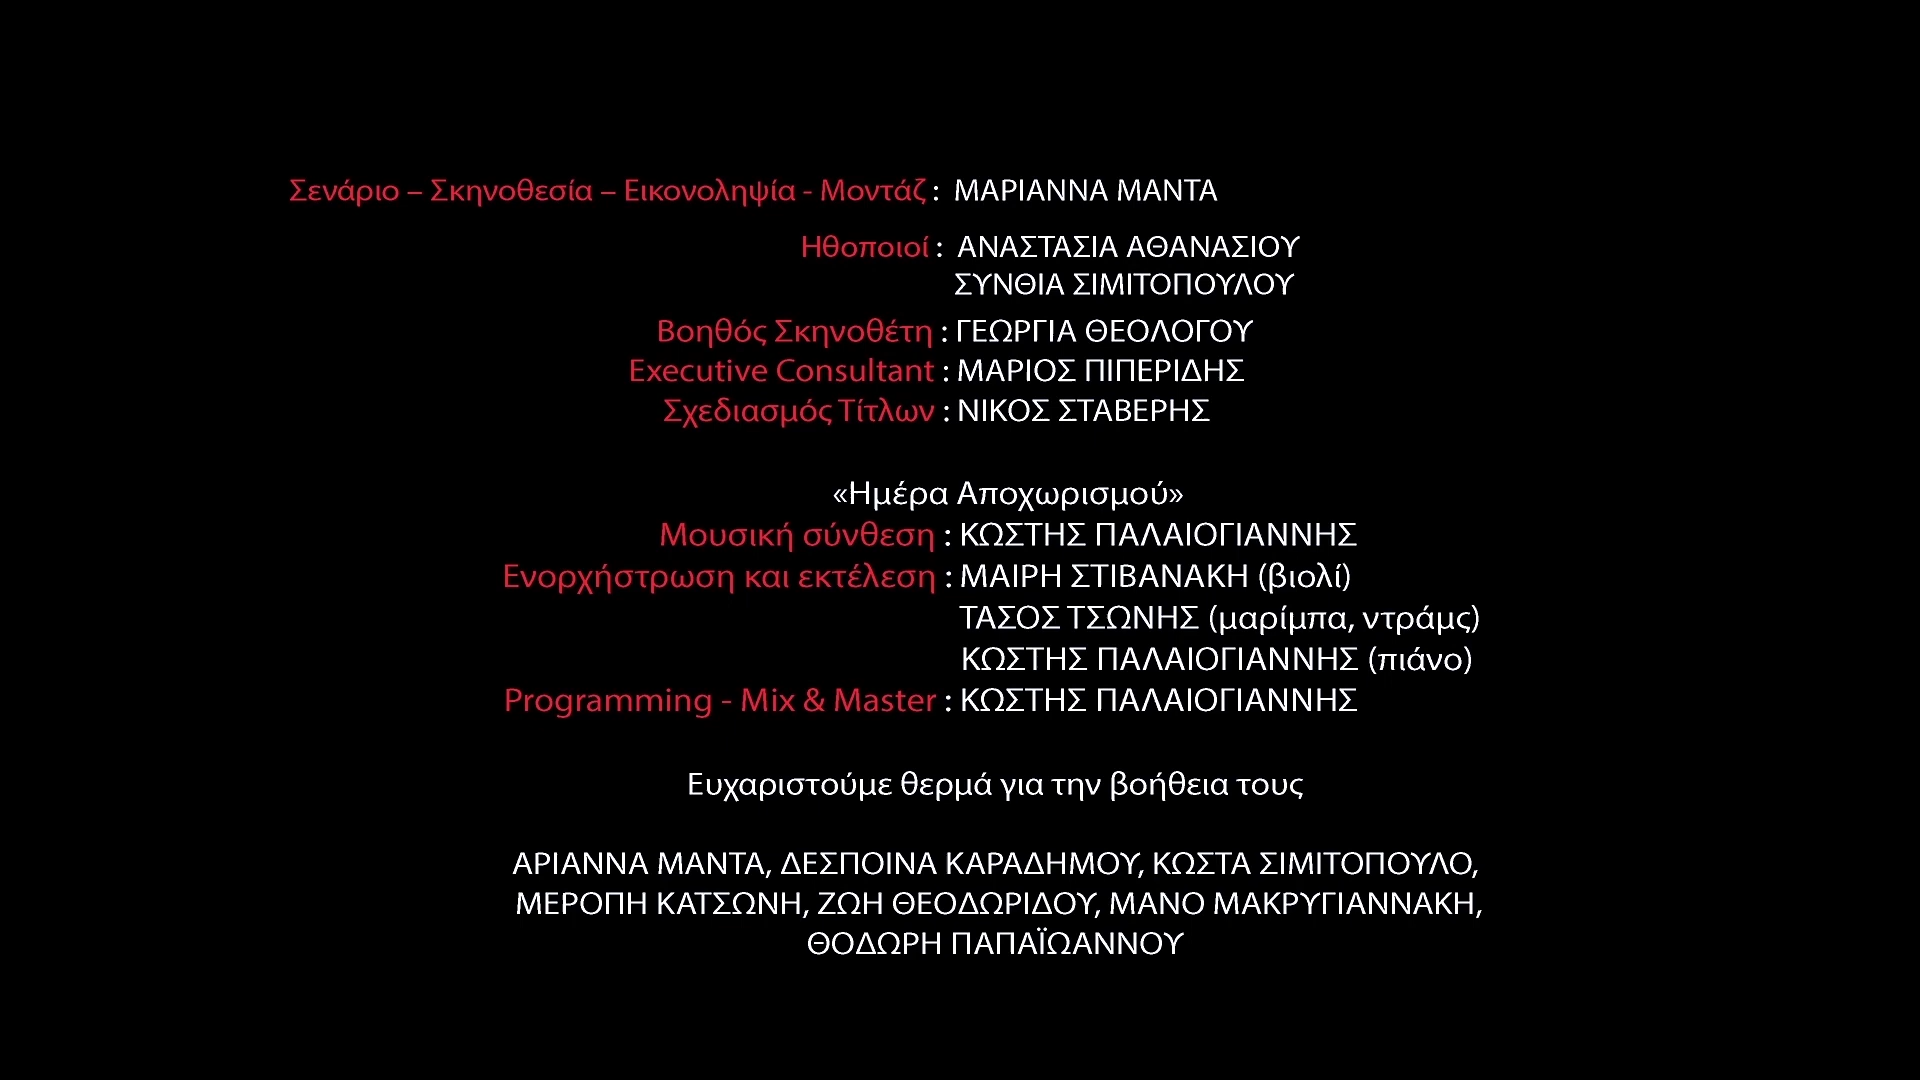 Σενάριο – Σκηνοθεσία – Εικονοληψία - Μοντάζ : ΜΑΡΙΑΝΝΑ ΜΑΝΤΑ
Ηθοποιοί : ΑΝΑΣΤΑΣΙΑ ΑΘΑΝΑΣΙΟΥ
ΣΥΝΘΙΑ ΣΙΜΙΤΟΠΟΥΛΟΥ
Βοηθός Σκηνοθέτη : ΓΕΩΡΓΙΑ ΘΕΟΛΟΓΟΥ
Executive Consultant : ΜΑΡΙΟΣ ΠΙΠΕΡΙΔΗΣ
Σχεδιασμός Τίτλων : ΝΙΚΟΣ ΣΤΑΒΕΡΗΣ
«Ημέρα Αποχωρισμού»
Μουσική σύνθεση : ΚΩΣΤΗΣ ΠΑΛΑΙΟΓΙΑΝΝΗΣ
Ενορχήστρωση και εκτέλεση : ΜΑΙΡΗ ΣΤΙΒΑΝΑΚΗ (βιολί)
ΤΑΣΟΣ ΤΣΩΝΗΣ (μαρίμπα, ντράμς)
ΚΩΣΤΗΣ ΠΑΛΑΙΟΓΙΑΝΝΗΣ (πιάνο)
Programming - Mix & Master : ΚΩΣΤΗΣ ΠΑΛΑΙΟΓΙΑΝΝΗΣ
Ευχαριστούμε θερμά για την βοήθεια τους
ΑΡΙΑΝΝΑ ΜΑΝΤΑ, ΔΕΣΠΟΙΝΑ ΚΑΡΑΔΗΜΟΥ, ΚΩΣΤΑ ΣΙΜΙΤΟΠΟΥΛΟ,
ΜΕΡΟΠΗ ΚΑΤΣΩΝΗ, ΖΩΗ ΘΕΟΔΩΡΙΔΟΥ, ΜΑΝΟ ΜΑΚΡΥΓΙΑΝΝΑΚΗ,
ΘΟΔΩΡΗ ΠΑΠΑΪΩΑΝΝΟΥ